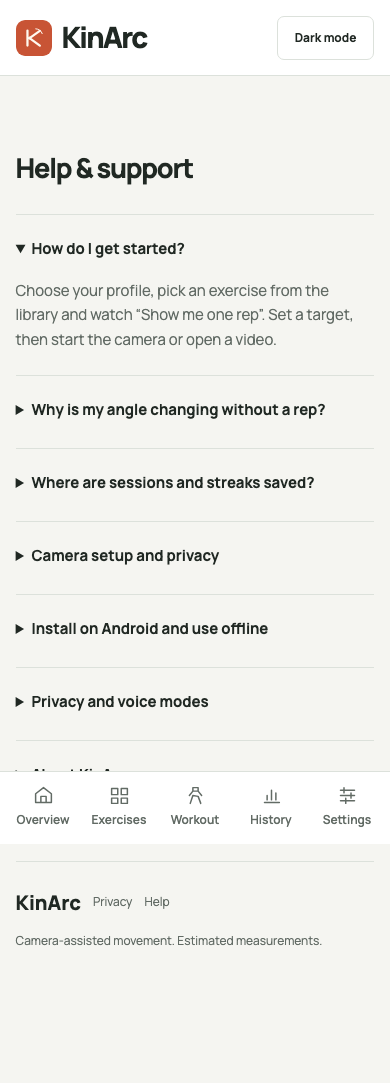 KinArc
Dark mode
Help & support
How do I get started?
Choose your profile, pick an exercise from the
library and watch “Show me one rep”. Set a target,
then start the camera or open a video.
Why is my angle changing without a rep?
Where are sessions and streaks saved?
Camera setup and privacy
Install on Android and use offline
Privacy and voice modes
Overview
Exercises
Workout
History
Settings
KinArc
Privacy
Help
Camera-assisted movement. Estimated measurements.